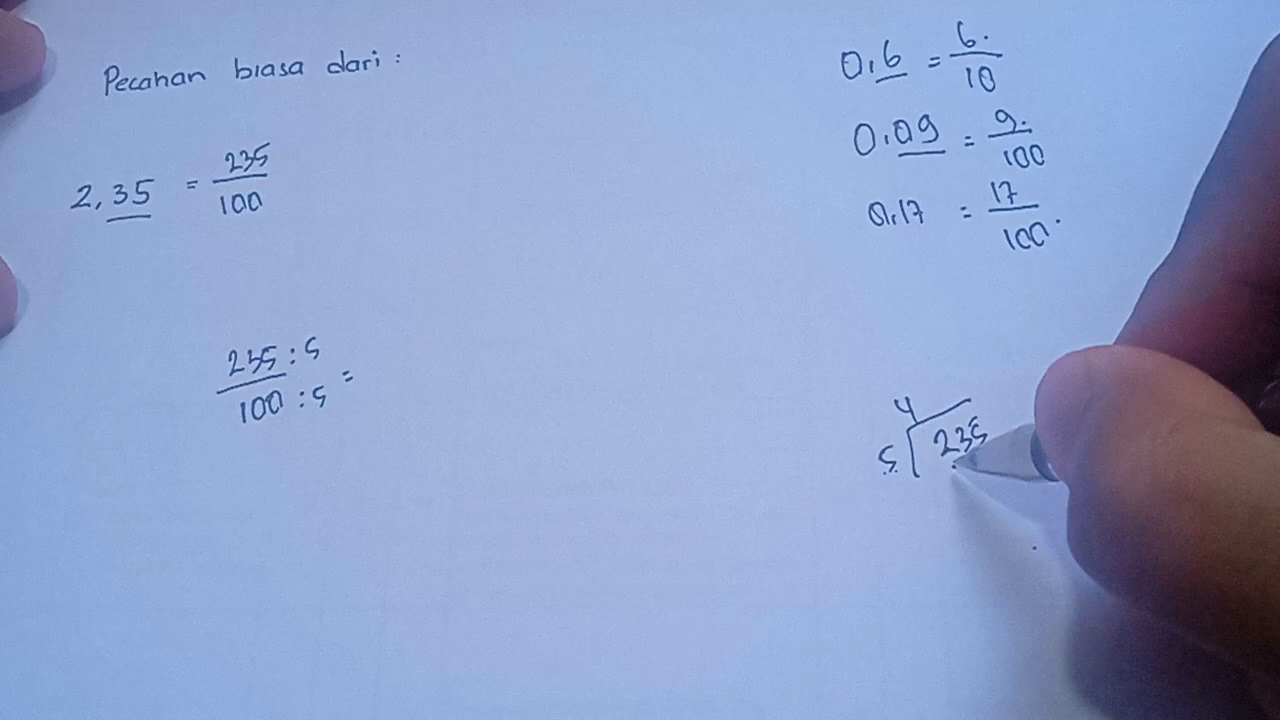 Pecahan biasa dari :
2,35 = 235/100
235 : 5 / 100 : 5 =
0.6 = 6./10
0.09 = 9./100
0.17 = 17/100.
4
5 235